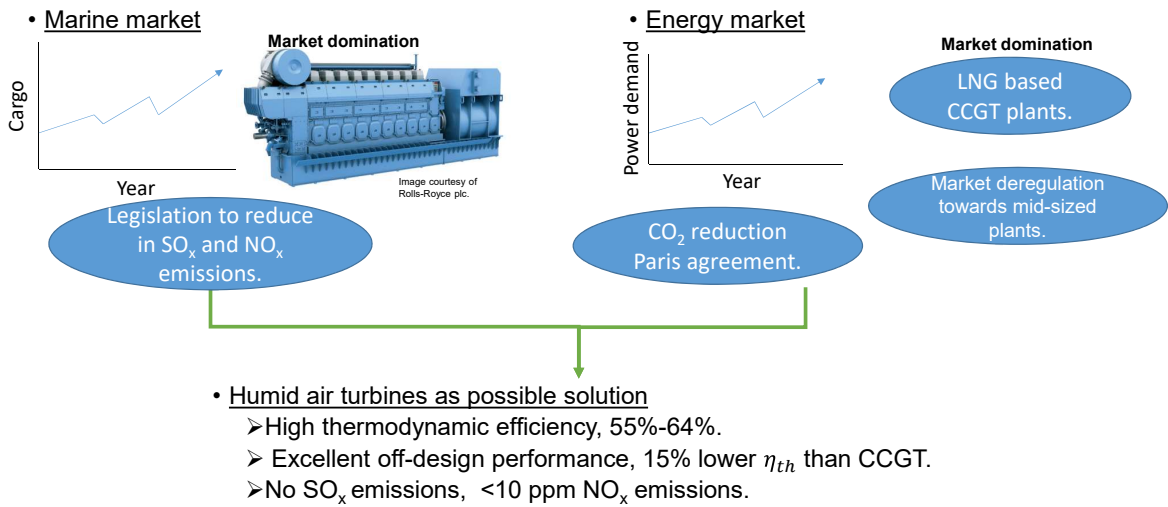 • Marine market
Market domination
Cargo
Year
Image courtesy of
Rolls-Royce plc.
Legislation to reduce
in SOx and NOx
emissions.
• Energy market
Power demand
Year
Market domination
LNG based
CCGT plants.
Market deregulation
towards mid-sized
plants.
CO2 reduction
Paris agreement.
• Humid air turbines as possible solution
➢High thermodynamic efficiency, 55%-64%.
➢ Excellent off-design performance, 15% lower ηth than CCGT.
➢No SOx emissions, <10 ppm NOx emissions.